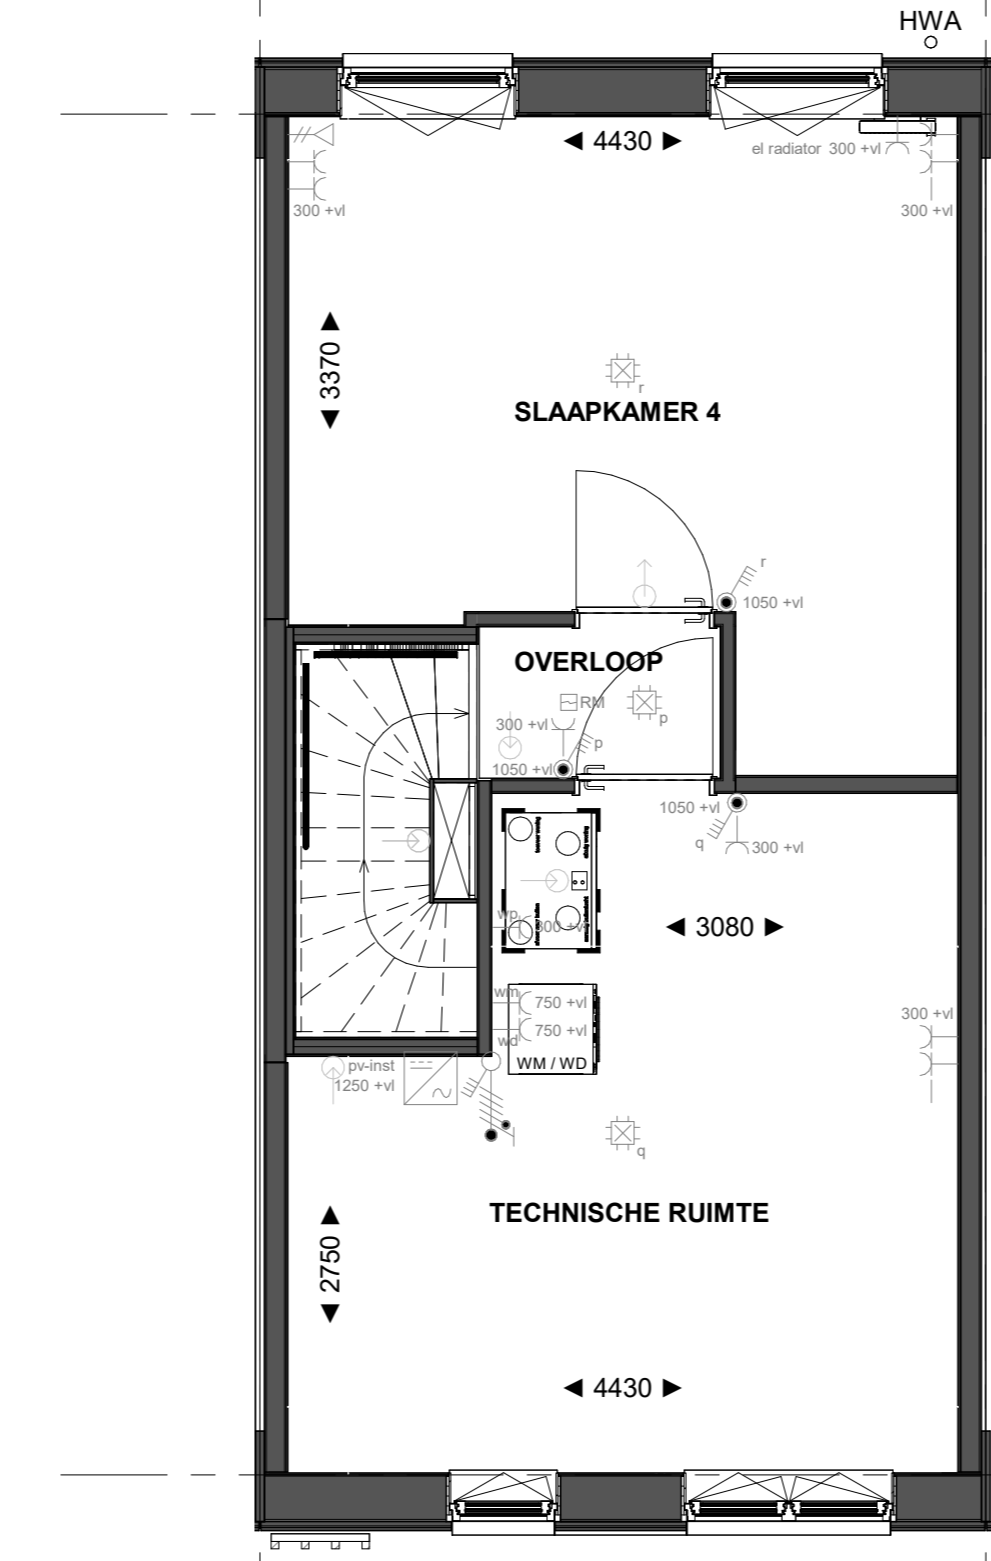 HWA
4430
el radiator 300 +vl
300 +vl
300 +vl
3370
r
SLAAPKAMER 4
r
1050 +vl
OVERLOOP
RM
p
300 +vl
p
1050 +vl
1050 +vl
q
300 +vl
3080
wp
300 +vl
wm
750 +vl
750 +vl
wd
WM / WD
300 +vl
pv-inst
1250 +vl
q
TECHNISCHE RUIMTE
2750
4430